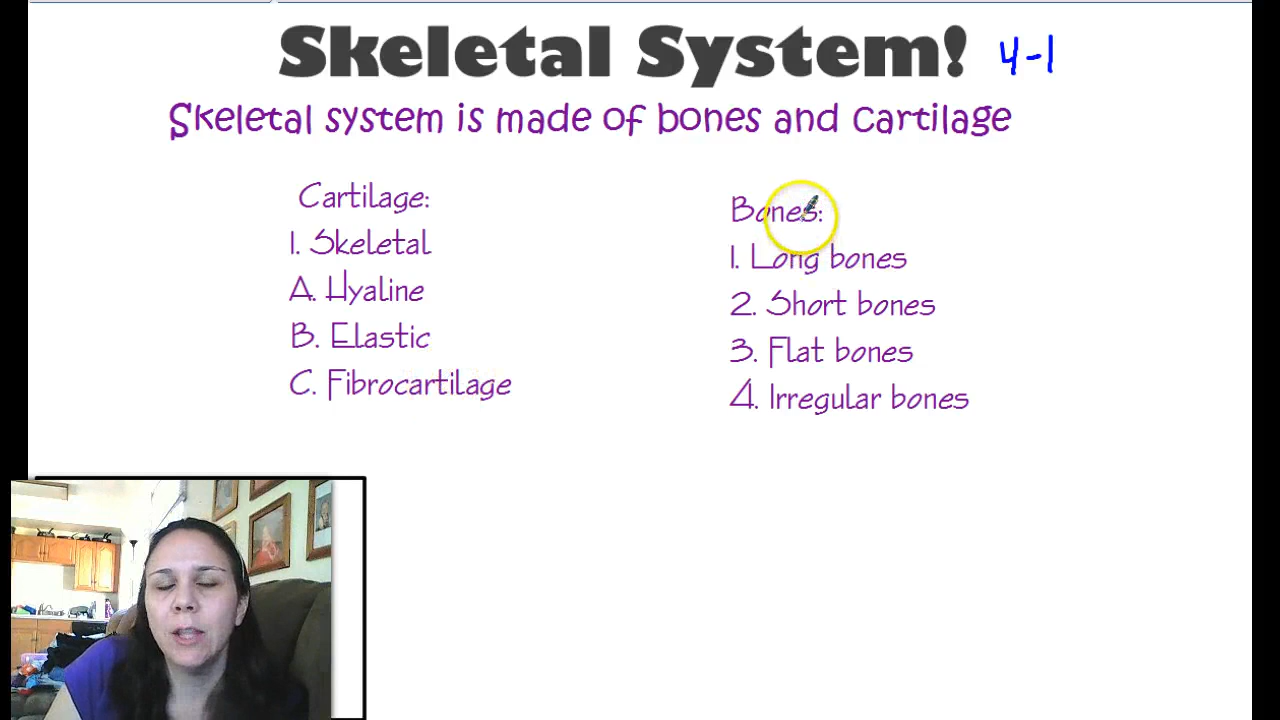 Skeletal System! 4-1
Skeletal system is made of bones and cartilage
Cartilage:
1. Skeletal
A. Hyaline
B. Elastic
C. Fibrocartilage
Bones:
1. Long bones
2. Short bones
3. Flat bones
4. Irregular bones